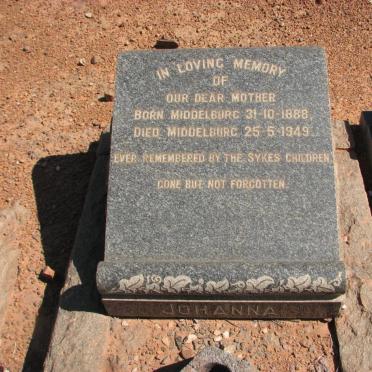 IN LOVING MEMORY
OF
OUR DEAR MOTHER
BORN MIDDELBURG 31-10-1888.
DIED MIDDELBURG 25-5-1949.
EVER REMEMBERED BY THE SYKES CHILDREN.
GONE BUT NOT FORGOTTEN.
JOHANNA